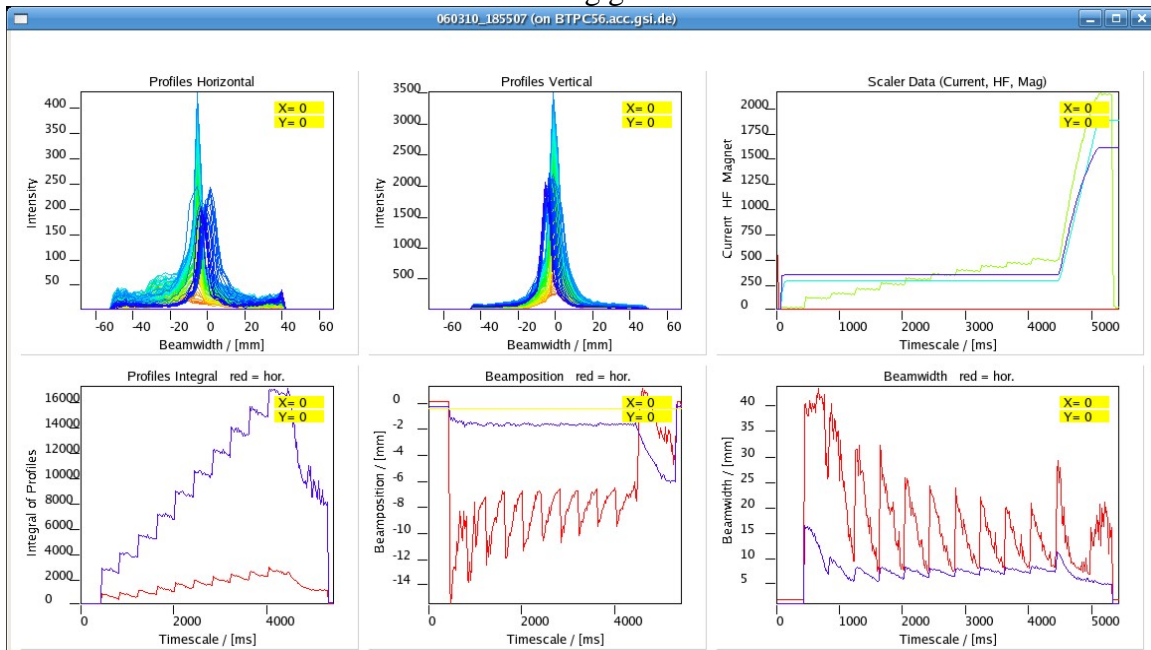 060310_185507 (on BTPC56.acc.gsi.de)
Profiles Horizontal
X= 0
Y= 0
Intensity
400
350
300
250
200
150
100
50
-60 -40 -20 0 20 40 60
Beamwidth / [mm]
Profiles Vertical
X= 0
Y= 0
Intensity
3500
3000
2500
2000
1500
1000
500
-60 -40 -20 0 20 40 60
Beamwidth / [mm]
Scaler Data (Current, HF, Mag)
X= 0
Y= 0
Current HF Magnet
2000
1750
1500
1250
1000
750
500
250
0
0 1000 2000 3000 4000 5000
Timescale / [ms]
Profiles Integral red = hor.
X= 0
Y= 0
Integral of Profiles
16000
14000
12000
10000
8000
6000
4000
2000
0
0 2000 4000
Timescale / [ms]
Beamposition red = hor.
X= 0
Y= 0
Beamposition / [mm]
0
-2
-4
-6
-8
-10
-12
-14
0 2000 4000
Timescale / [ms]
Beamwidth red = hor.
X= 0
Y= 0
Beamwidth / [mm]
40
35
30
25
20
15
10
5
0 1000 2000 3000 4000 5000
Timescale / [ms]